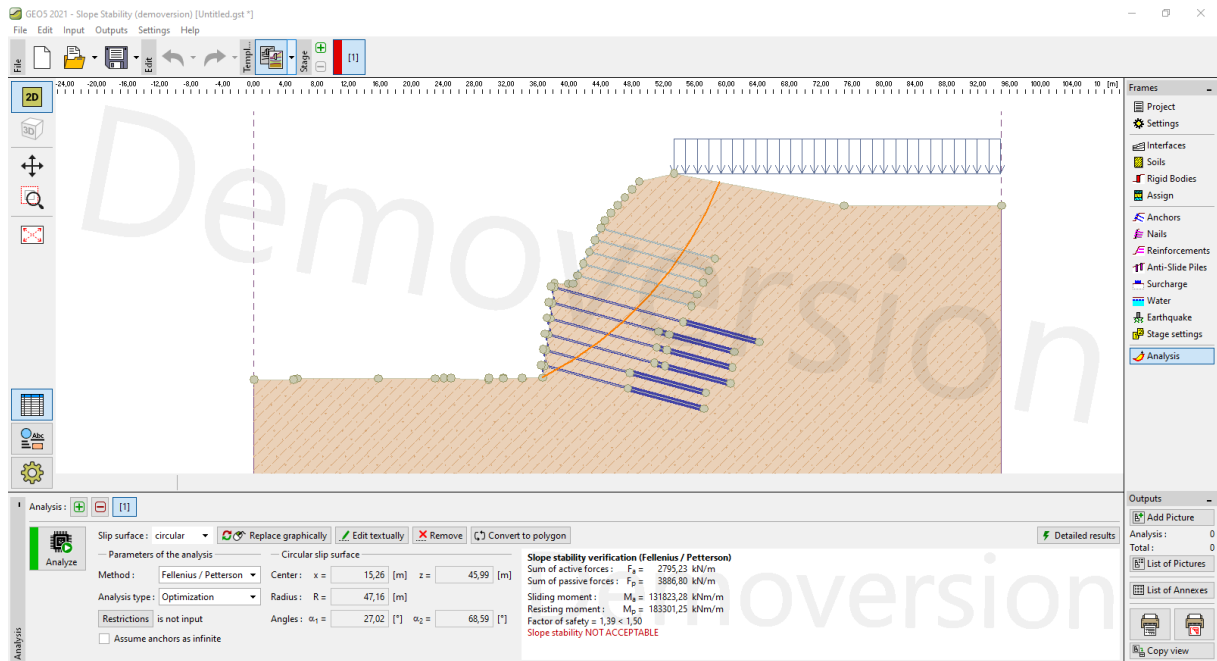 GEO5 2021 - Slope Stability (demoversion) [Untitled.gst *]
File Edit Input Outputs Settings Help
File
Edit
Templ...
Stage
[1]
-24,00 -20,00 -16,00 -12,00 -8,00 -4,00 0,00 4,00 8,00 12,00 16,00 20,00 24,00 28,00 32,00 36,00 40,00 44,00 48,00 52,00 56,00 60,00 64,00 68,00 72,00 76,00 80,00 84,00 88,00 92,00 96,00 100,00 104,00 10 [m]
2D
3D
Abc
Demoversion
Frames
Project
Settings
Interfaces
Soils
Rigid Bodies
Assign
Anchors
Nails
Reinforcements
Anti-Slide Piles
Surcharge
Water
Earthquake
Stage settings
Analysis
Analysis : [1]
Analysis
Analyze
Slip surface : circular Replace graphically Edit textually Remove Convert to polygon Detailed results
Parameters of the analysis
Method : Fellenius / Petterson
Analysis type : Optimization
Restrictions is not input
Assume anchors as infinite
Circular slip surface
Center: x = 15,26 [m] z = 45,99 [m]
Radius: R = 47,16 [m]
Angles: α1 = 27,02 [°] α2 = 68,59 [°]
Slope stability verification (Fellenius / Petterson)
Sum of active forces : Fa = 2795,23 kN/m
Sum of passive forces : Fp = 3886,80 kN/m
Sliding moment : Ma = 131823,28 kNm/m
Resisting moment : Mp = 183301,25 kNm/m
Factor of safety = 1,39 < 1,50
Slope stability NOT ACCEPTABLE
emoversion
Outputs
Add Picture
Analysis : 0
Total : 0
List of Pictures
List of Annexes
Copy view